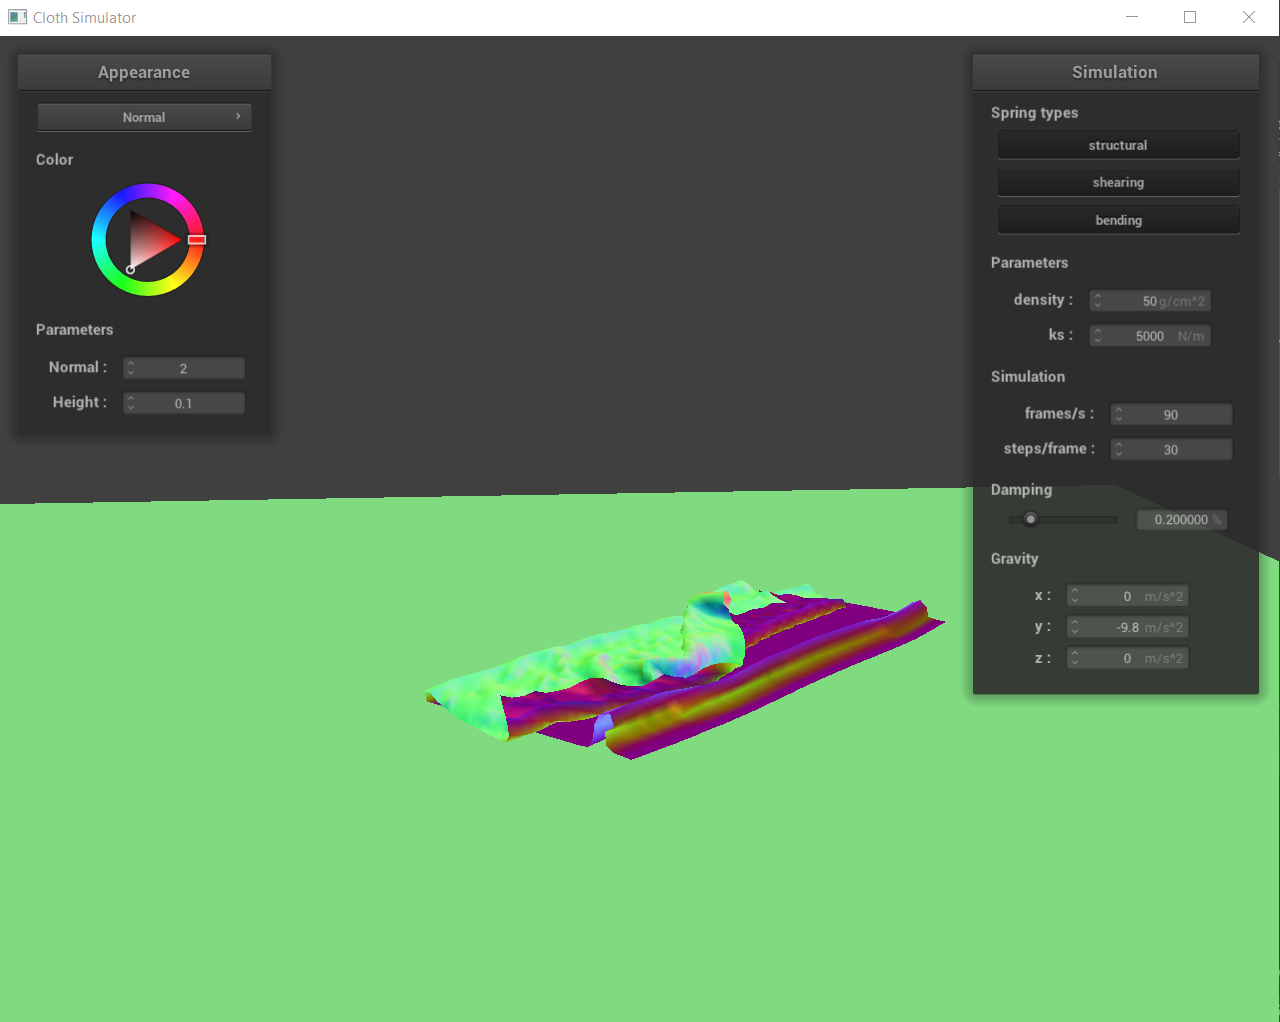 Cloth Simulator
Appearance
Normal
Color
Parameters
Normal :
2
Height :
0.1
Simulation
Spring types
structural
shearing
bending
Parameters
density :
50 g/cm^2
ks :
5000 N/m
Simulation
frames/s :
90
steps/frame :
30
Damping
0.200000 %
Gravity
x :
0 m/s^2
y :
-9.8 m/s^2
z :
0 m/s^2